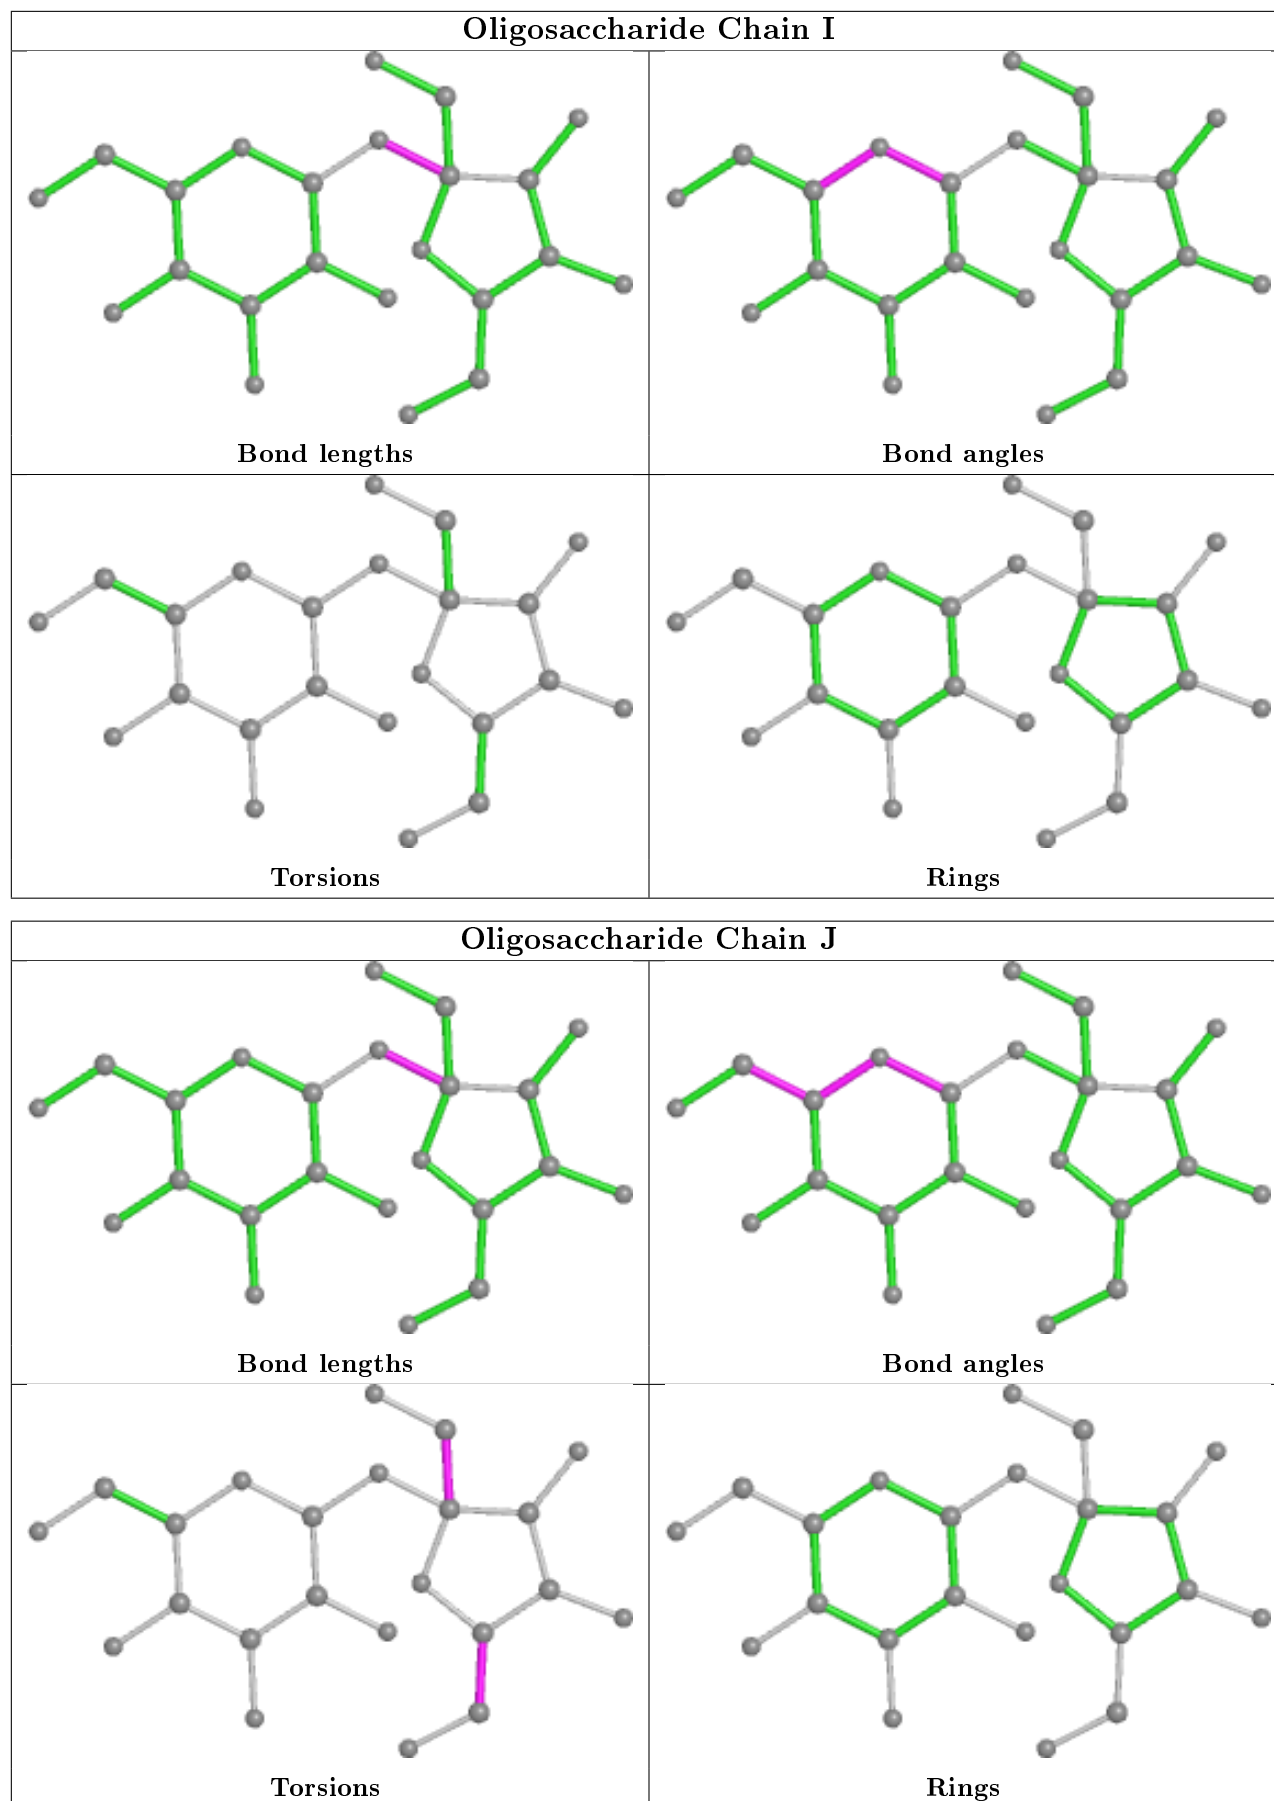 Oligosaccharide Chain I
Bond lengths
Bond angles
Torsions
Rings
Oligosaccharide Chain J
Bond lengths
Bond angles
Torsions
Rings